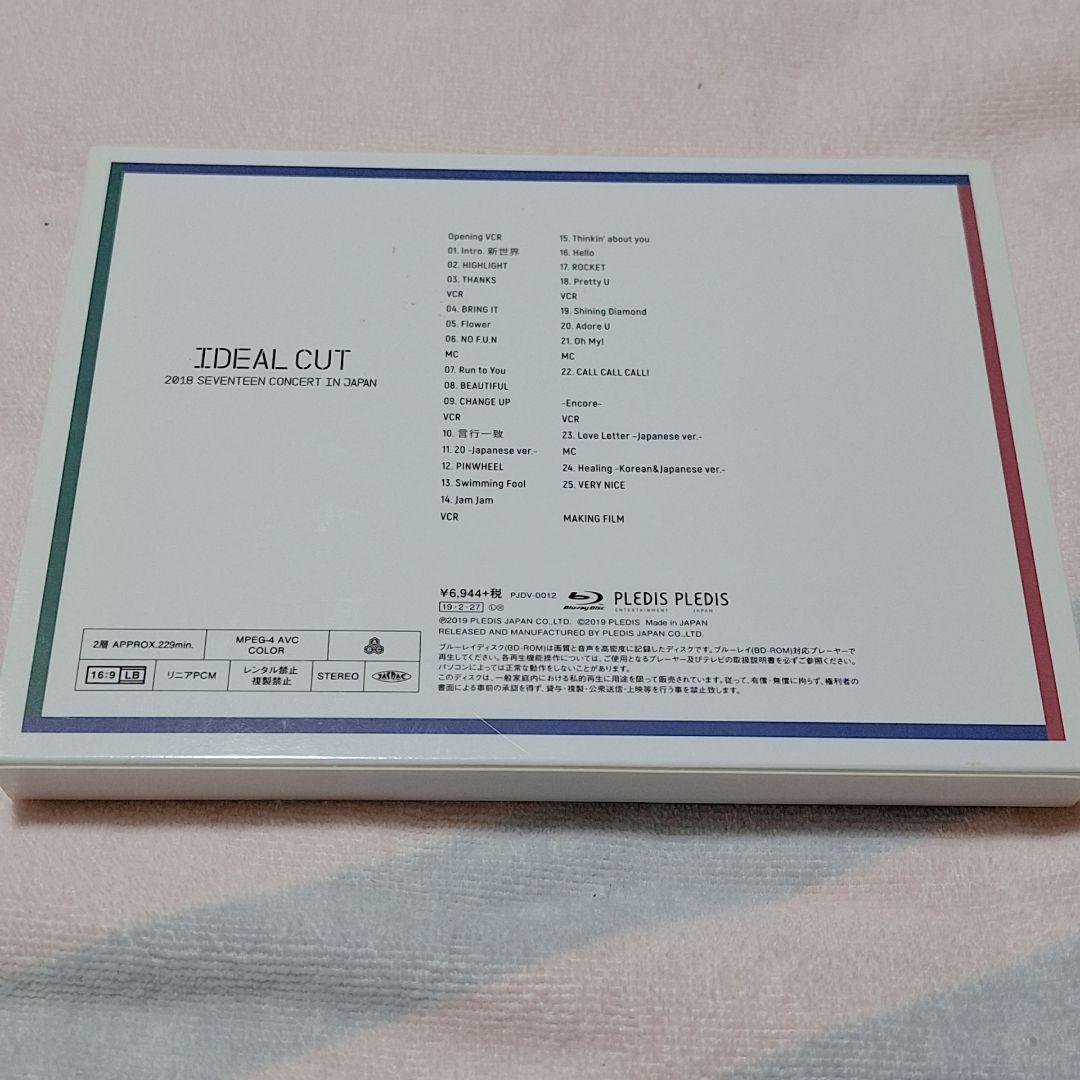 IDEAL CUT
2018 SEVENTEEN CONCERT IN JAPAN
Opening VCR
01. Intro. 新世界
02. HIGHLIGHT
03. THANKS
VCR
04. BRING IT
05. Flower
06. NO F.U.N
MC
07. Run to You
08. BEAUTIFUL
09. CHANGE UP
VCR
10. 言行一致
11. 20 -Japanese ver.-
12. PINWHEEL
13. Swimming Fool
14. Jam Jam
VCR
15. Thinkin' about you
16. Hello
17. ROCKET
18. Pretty U
VCR
19. Shining Diamond
20. Adore U
21. Oh My!
MC
22. CALL CALL CALL!
-Encore-
VCR
23. Love Letter -Japanese ver.-
MC
24. Healing -Korean&Japanese ver.-
25. VERY NICE
MAKING FILM
¥6,944+税 PJDV-0012 Blu-ray Disc PLEDIS ENTERTAINMENT PLEDIS JAPAN
19・2・27 Ⓛ Ⓧ
℗2019 PLEDIS JAPAN CO.,LTD. ©2019 PLEDIS Made in JAPAN
RELEASED AND MANUFACTURED BY PLEDIS JAPAN CO.,LTD.
ブルーレイディスク(BD-ROM)は画質と音声を高密度に記録したディスクです。ブルーレイ(BD-ROM)対応プレーヤーで
再生してください。各再生機能操作については、ご使用となるプレーヤー及びテレビの取扱説明書を必ずご参照ください。
パソコンによっては正常な動作をしないことがあります。
このディスクは、一般家庭内における私的再生に用途を限って販売されています。従って、有償・無償に拘らず、権利者の
書面による事前の承認を得ず、貸与・複製・公衆送信・上映等を行う事を禁止致します。
2層 APPROX.229min.
MPEG-4 AVC
COLOR
16:9 LB
リニアPCM
レンタル禁止
複製禁止
STEREO
JASRAC